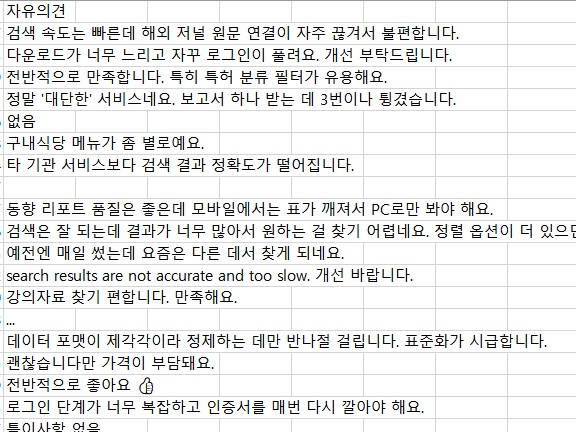 자유의견
검색 속도는 빠른데 해외 저널 원문 연결이 자주 끊겨서 불편합니다.
다운로드가 너무 느리고 자꾸 로그인이 풀려요. 개선 부탁드립니다.
전반적으로 만족합니다. 특히 특허 분류 필터가 유용해요.
정말 '대단한' 서비스네요. 보고서 하나 받는 데 3번이나 튕겼습니다.
없음
구내식당 메뉴가 좀 별로예요.
타 기관 서비스보다 검색 결과 정확도가 떨어집니다.
동향 리포트 품질은 좋은데 모바일에서는 표가 깨져서 PC로만 봐야 해요.
검색은 잘 되는데 결과가 너무 많아서 원하는 걸 찾기 어렵네요. 정렬 옵션이 더 있으면
예전엔 매일 썼는데 요즘은 다른 데서 찾게 되네요.
search results are not accurate and too slow. 개선 바랍니다.
강의자료 찾기 편합니다. 만족해요.
...
데이터 포맷이 제각각이라 정제하는 데만 반나절 걸립니다. 표준화가 시급합니다.
괜찮습니다만 가격이 부담돼요.
전반적으로 좋아요 👍
로그인 단계가 너무 복잡하고 인증서를 매번 다시 깔아야 해요.
특이사항 없음